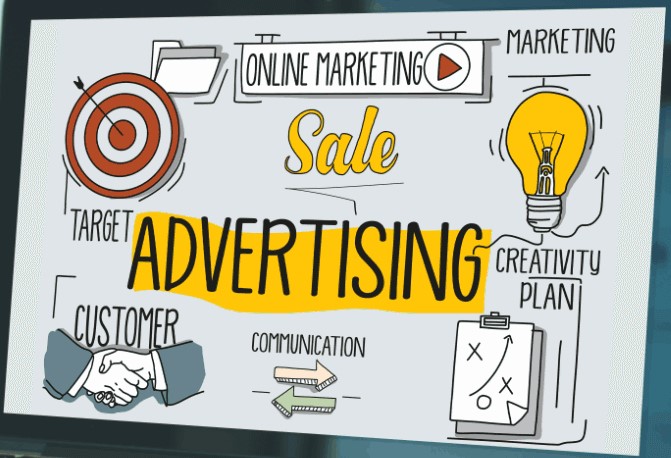 MARKETING
ONLINE MARKETING
Sale
TARGET
ADVERTISING
CREATIVITY
PLAN
CUSTOMER
COMMUNICATION
X
X